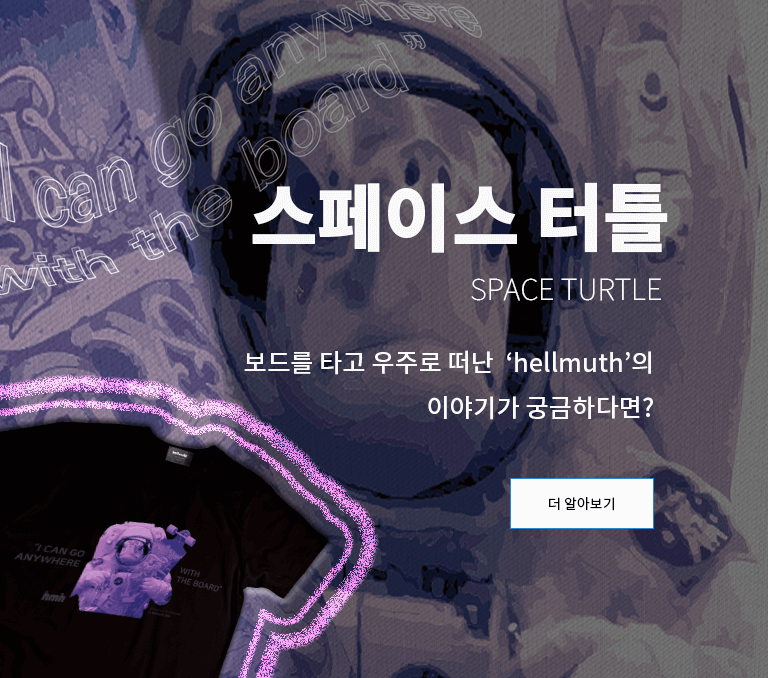 I can go anywhere
with the board ”
스페이스 터틀
SPACE TURTLE
보드를 타고 우주로 떠난 ‘hellmuth’의
이야기가 궁금하다면?
더 알아보기
"I CAN GO
ANYWHERE
WITH
THE BOARD"
hmh